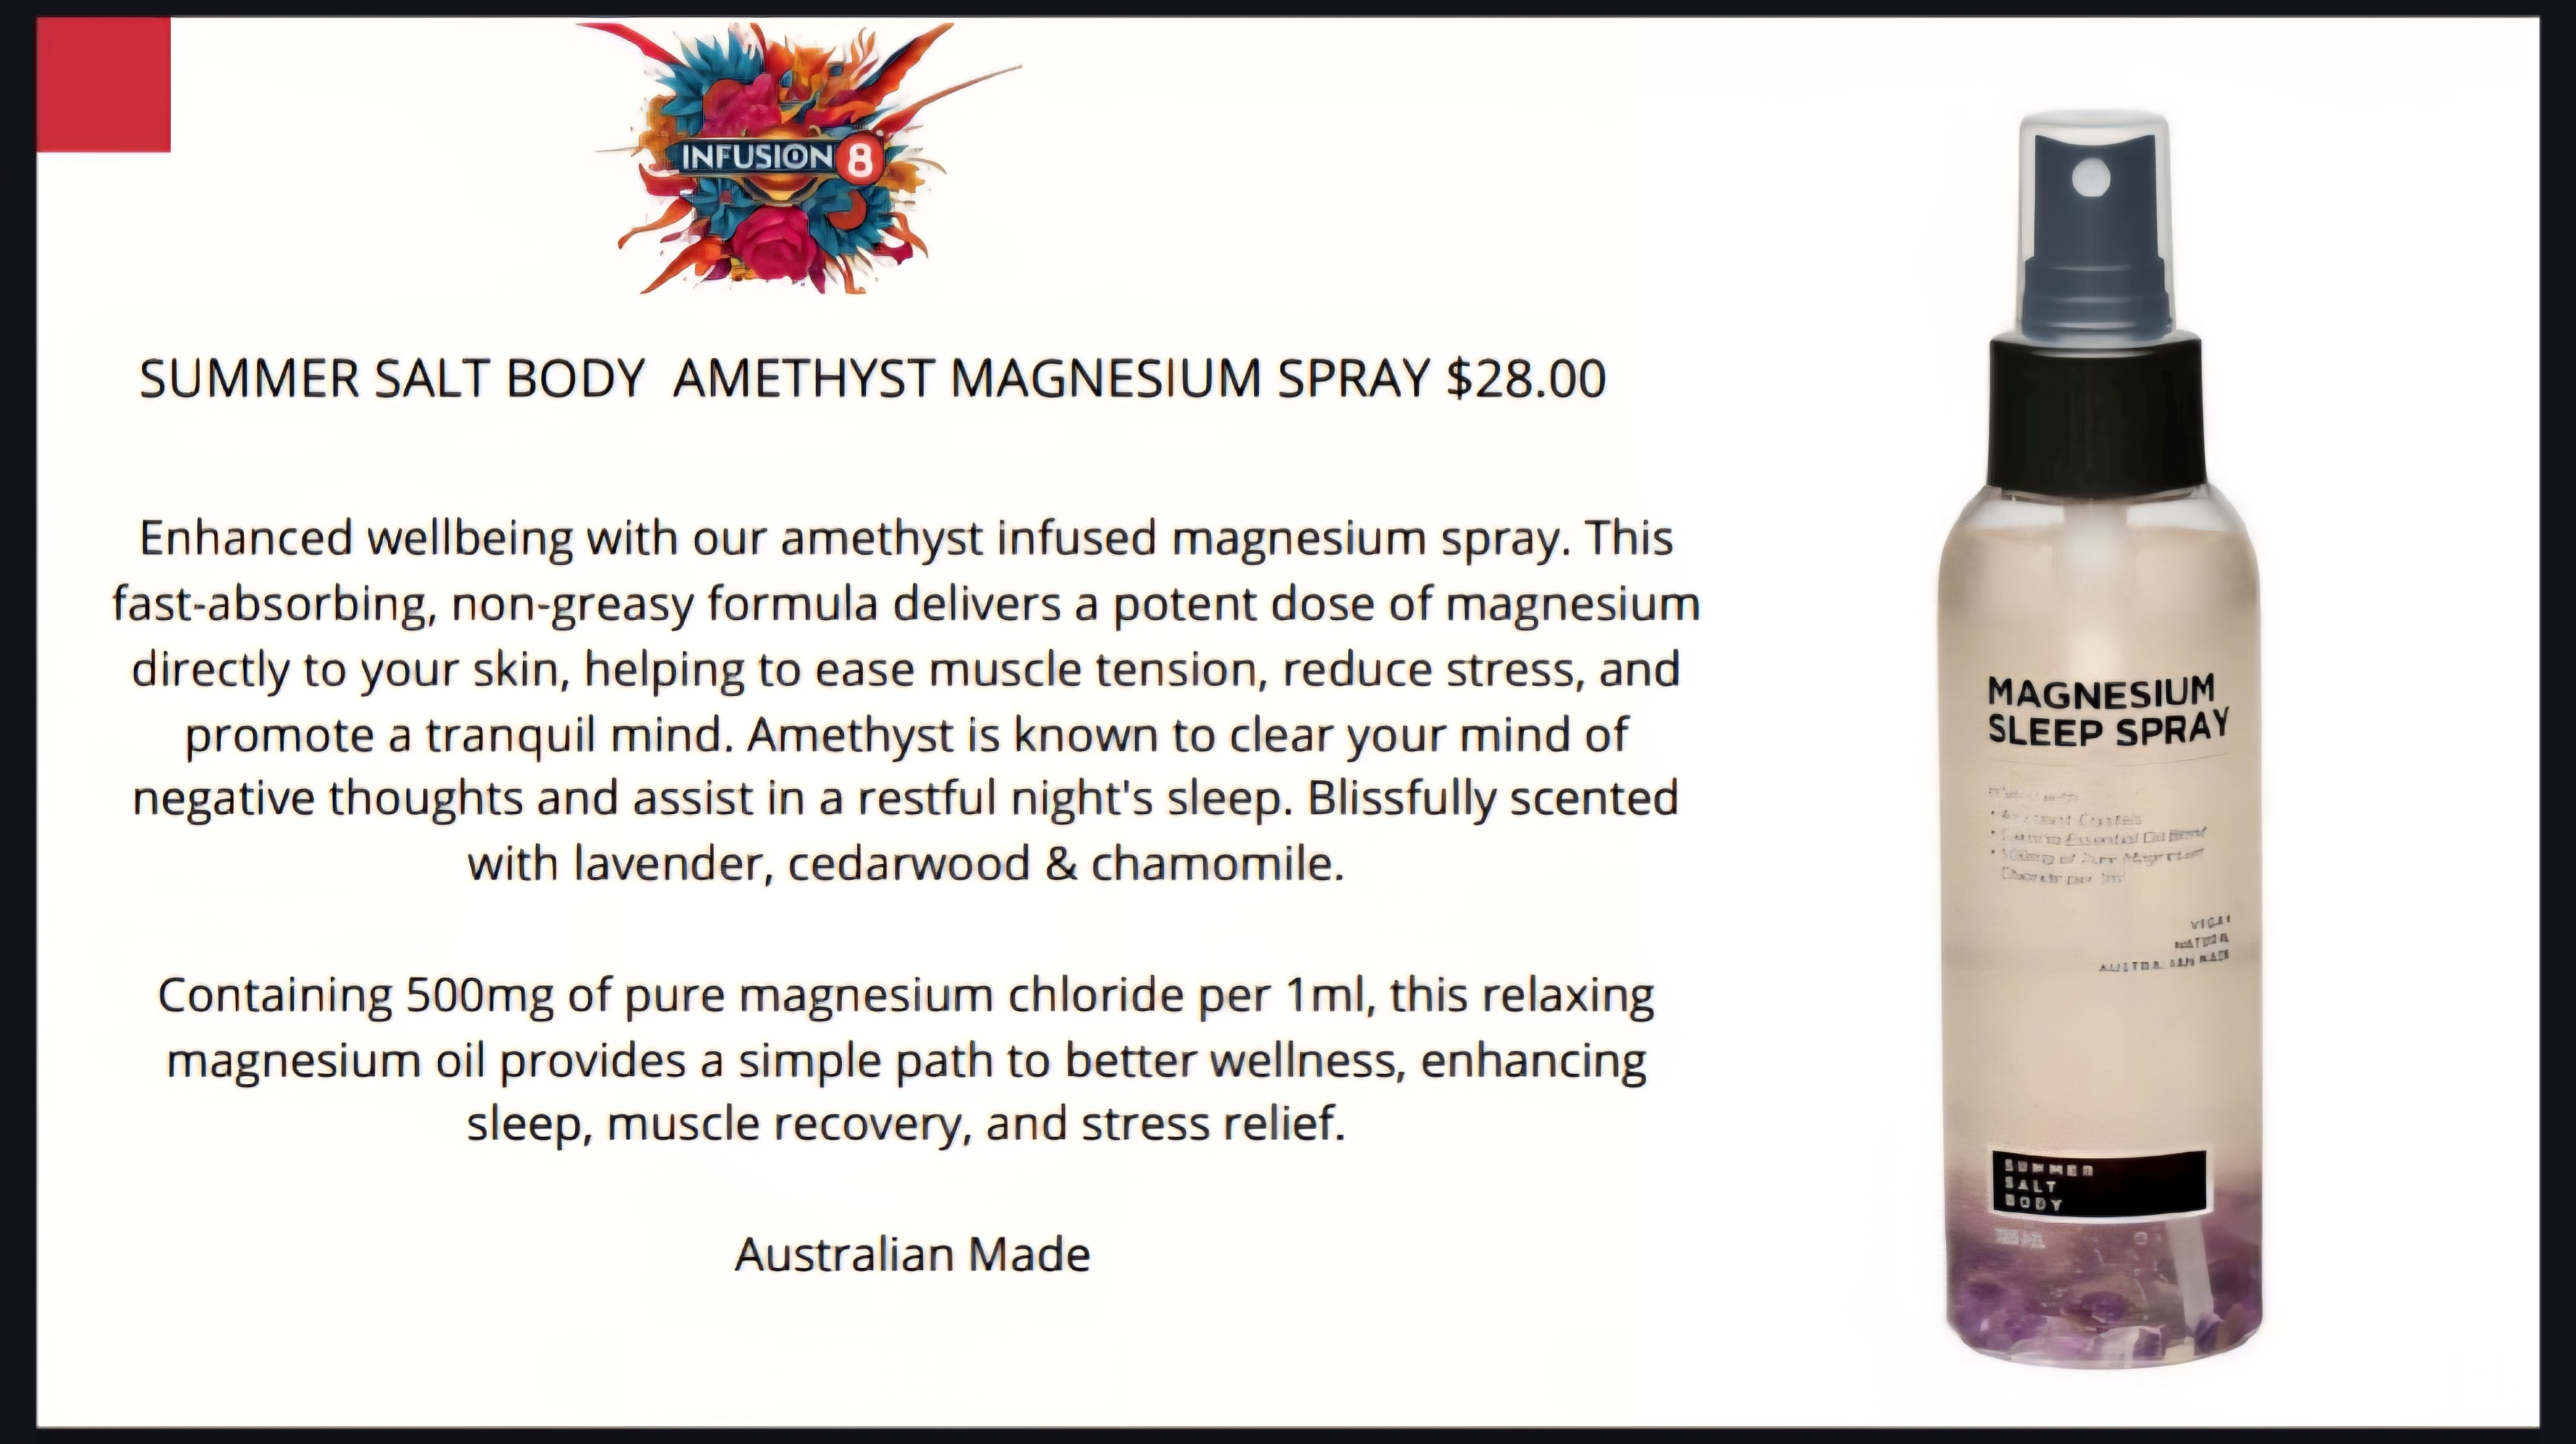 INFUSION 8
SUMMER SALT BODY AMETHYST MAGNESIUM SPRAY $28.00
Enhanced wellbeing with our amethyst infused magnesium spray. This
fast-absorbing, non-greasy formula delivers a potent dose of magnesium
directly to your skin, helping to ease muscle tension, reduce stress, and
promote a tranquil mind. Amethyst is known to clear your mind of
negative thoughts and assist in a restful night's sleep. Blissfully scented
with lavender, cedarwood & chamomile.
Containing 500mg of pure magnesium chloride per 1ml, this relaxing
magnesium oil provides a simple path to better wellness, enhancing
sleep, muscle recovery, and stress relief.
Australian Made
MAGNESIUM
SLEEP SPRAY
SUMMER
SALT
BODY